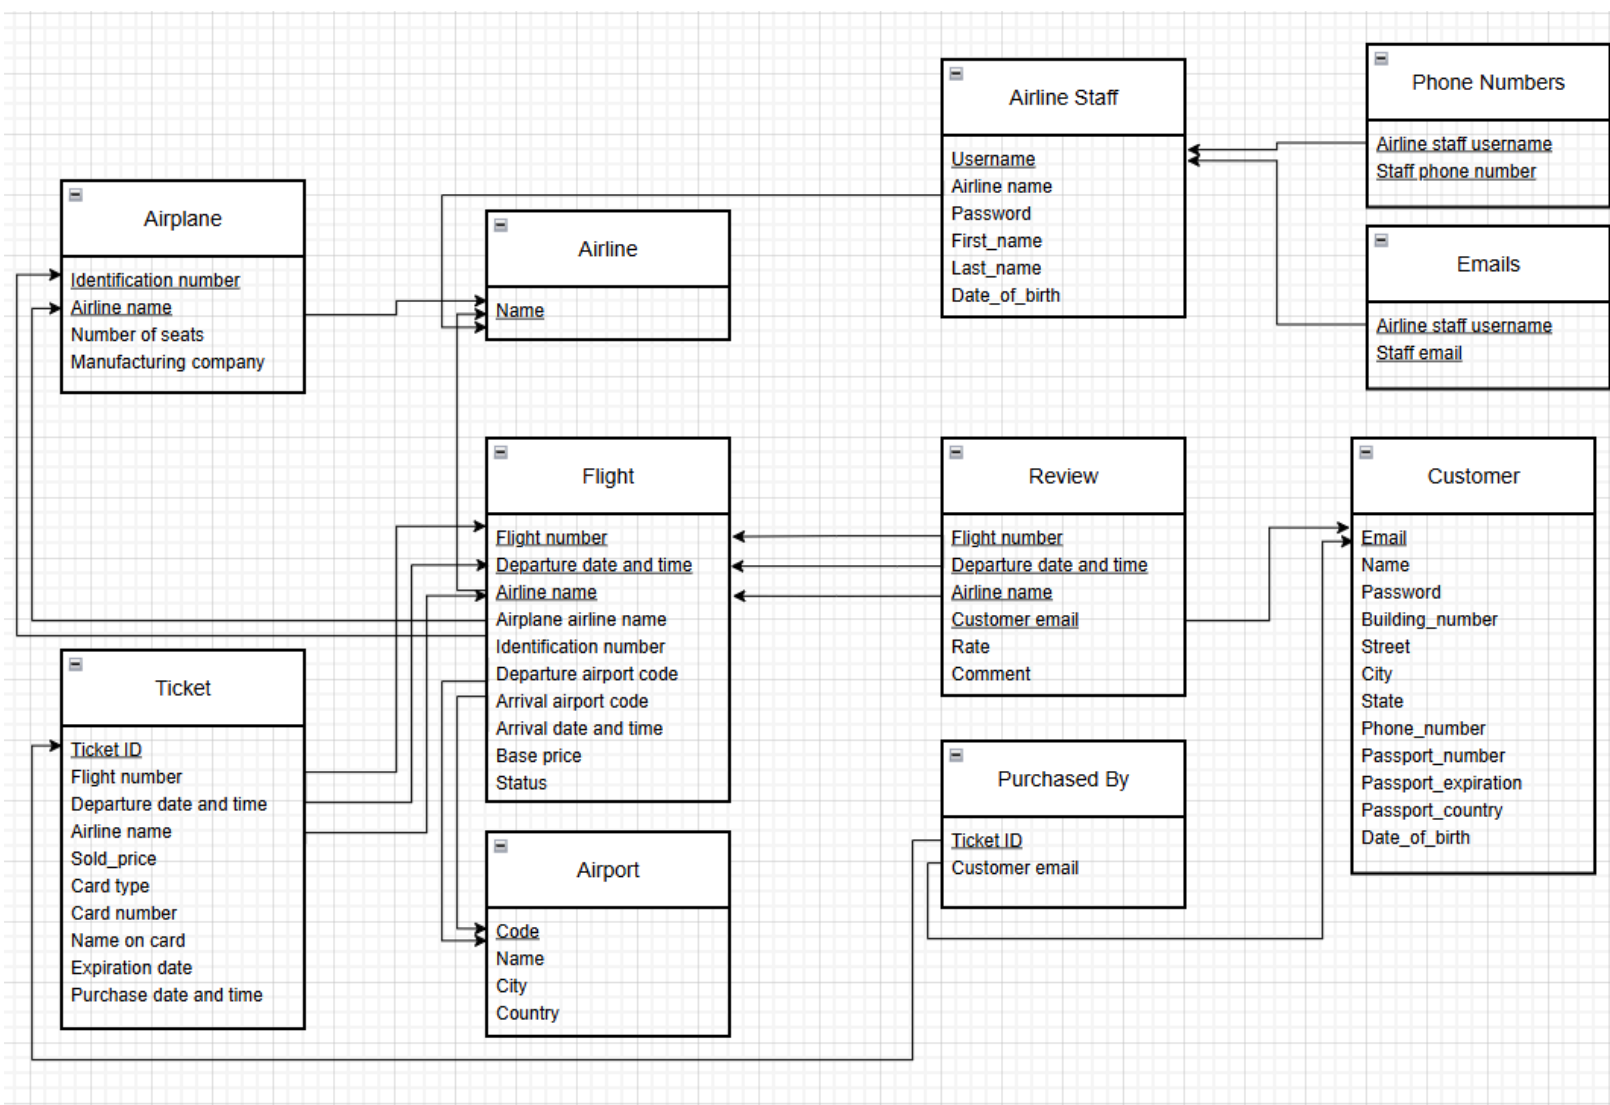 Airline Staff
Username
Airline name
Password
First_name
Last_name
Date_of_birth
Phone Numbers
Airline staff username
Staff phone number
Airplane
Identification number
Airline name
Number of seats
Manufacturing company
Airline
Name
Emails
Airline staff username
Staff email
Flight
Flight number
Departure date and time
Airline name
Airplane airline name
Identification number
Departure airport code
Arrival airport code
Arrival date and time
Base price
Status
Review
Flight number
Departure date and time
Airline name
Customer email
Rate
Comment
Customer
Email
Name
Password
Building_number
Street
City
State
Phone_number
Passport_number
Passport_expiration
Passport_country
Date_of_birth
Ticket
Ticket ID
Flight number
Departure date and time
Airline name
Sold_price
Card type
Card number
Name on card
Expiration date
Purchase date and time
Purchased By
Ticket ID
Customer email
Airport
Code
Name
City
Country